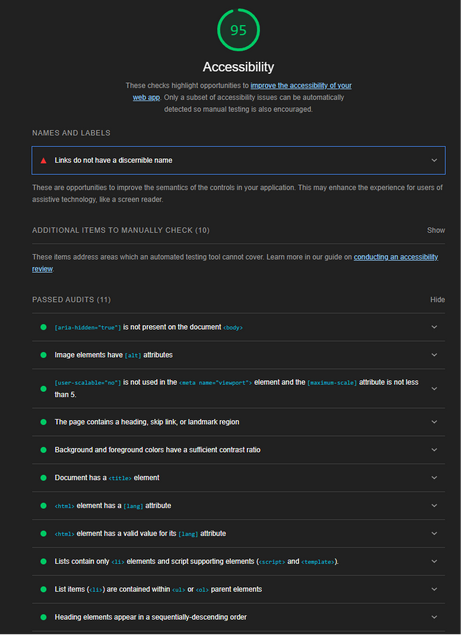 95
Accessibility
These checks highlight opportunities to improve the accessibility of your
web app. Only a subset of accessibility issues can be automatically
detected so manual testing is also encouraged.
NAMES AND LABELS
Links do not have a discernible name
These are opportunities to improve the semantics of the controls in your application. This may enhance the experience for users of
assistive technology, like a screen reader.
ADDITIONAL ITEMS TO MANUALLY CHECK (10) Show
These items address areas which an automated testing tool cannot cover. Learn more in our guide on conducting an accessibility
review.
PASSED AUDITS (11) Hide
[aria-hidden="true"] is not present on the document <body>
Image elements have [alt] attributes
[user-scalable="no"] is not used in the <meta name="viewport"> element and the [maximum-scale] attribute is not less
than 5.
The page contains a heading, skip link, or landmark region
Background and foreground colors have a sufficient contrast ratio
Document has a <title> element
<html> element has a [lang] attribute
<html> element has a valid value for its [lang] attribute
Lists contain only <li> elements and script supporting elements (<script> and <template>).
List items (<li>) are contained within <ul> or <ol> parent elements
Heading elements appear in a sequentially-descending order